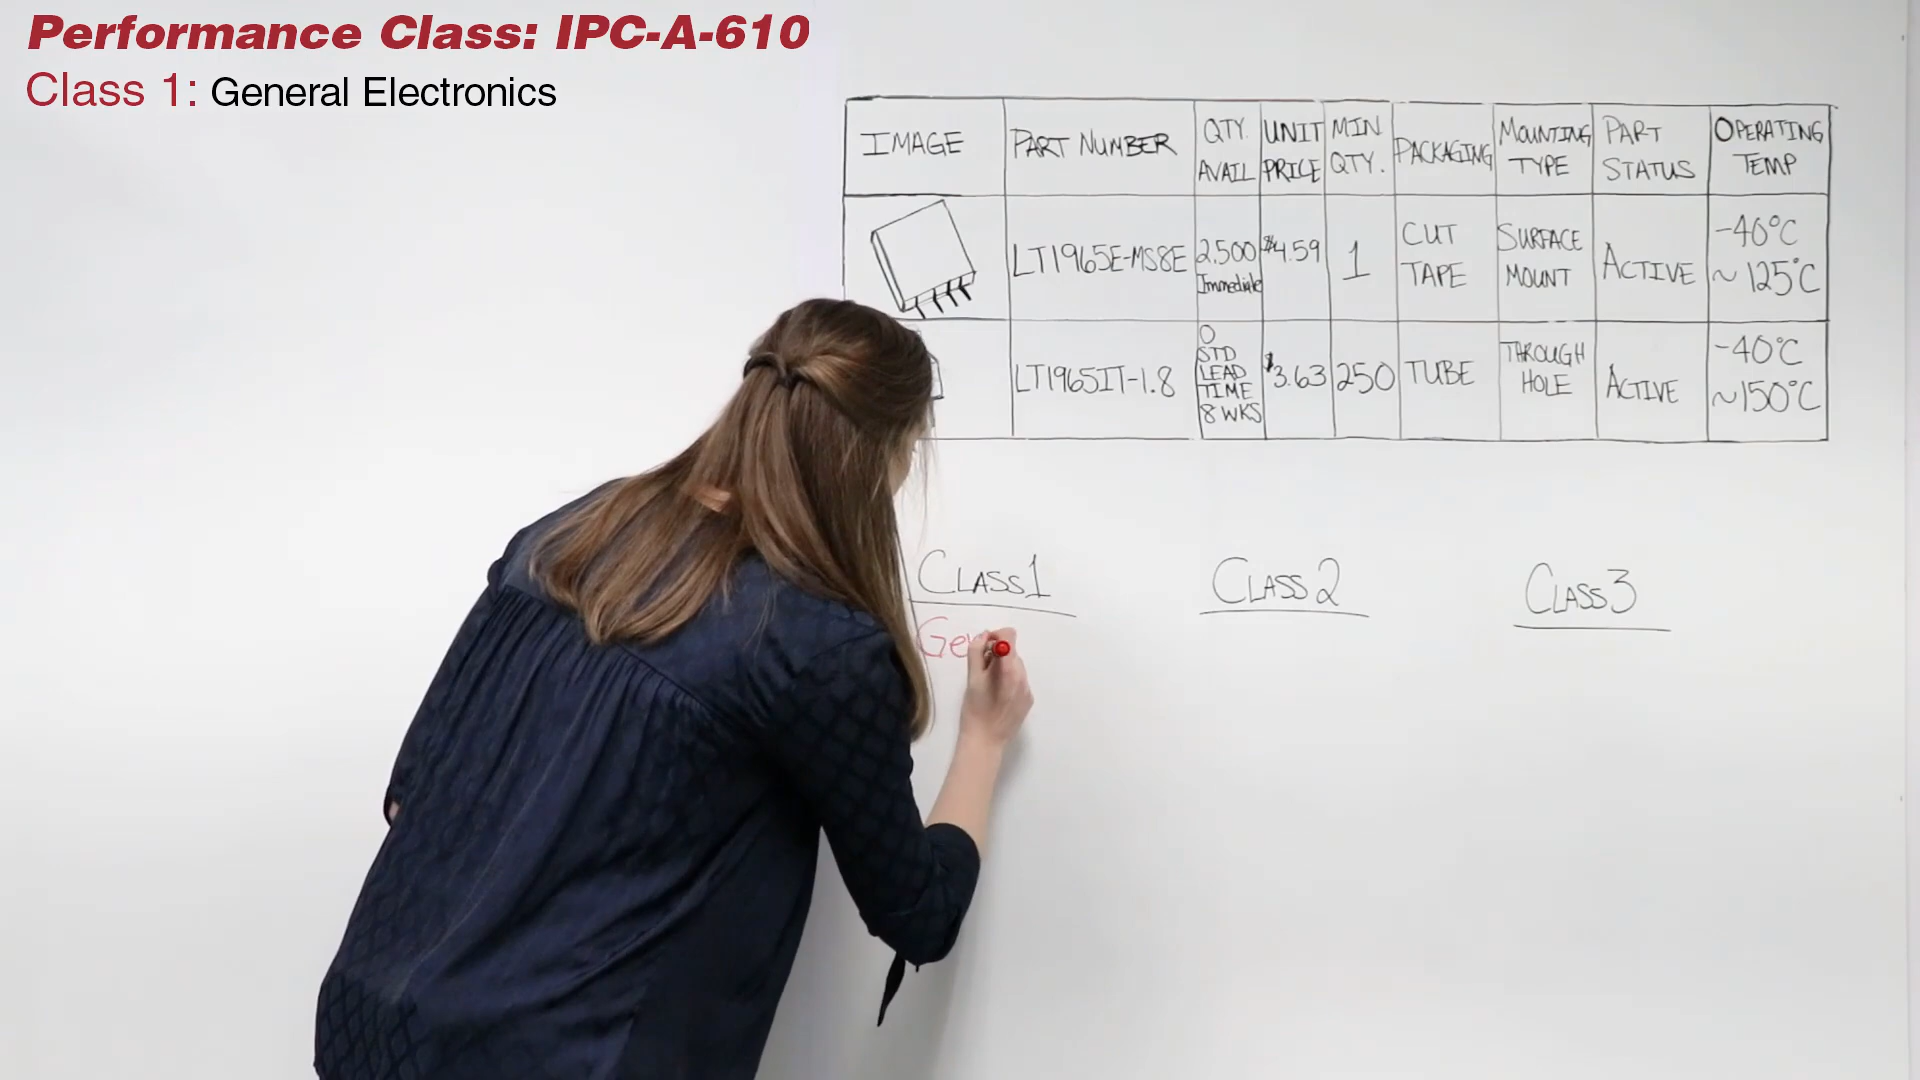 Performance Class: IPC-A-610
Class 1: General Electronics
IMAGE
PART NUMBER
QTY.
AVAIL
UNIT
PRICE
MIN
QTY.
PACKAGING
MOUNTING
TYPE
PART
STATUS
OPERATING
TEMP
LT1965E-MS8E
2,500
Immediate
$4.59
1
CUT
TAPE
SURFACE
MOUNT
ACTIVE
-40°C
~ 125°C
LT1965IT-1.8
0
STD
LEAD
TIME
8 WKS
$3.63
250
TUBE
THROUGH
HOLE
ACTIVE
-40°C
~150°C
CLASS 1
CLASS 2
CLASS 3
Ge